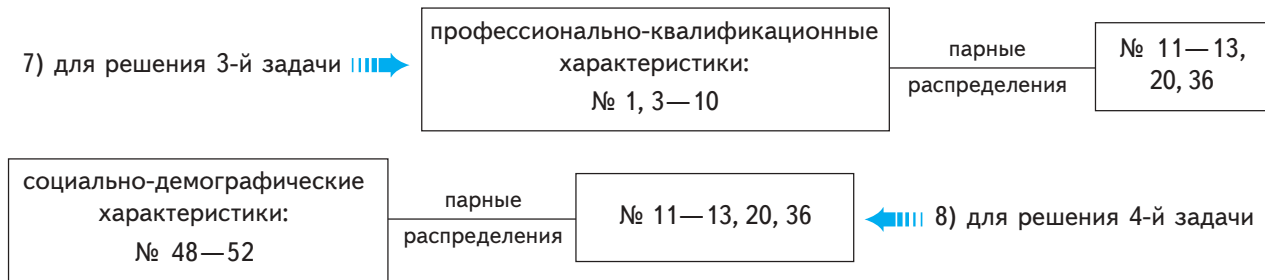 7) для решения 3-й задачи
профессионально-квалификационные
характеристики:
№ 1, 3—10
парные
распределения
№ 11—13,
20, 36
социально-демографические
характеристики:
№ 48—52
парные
распределения
№ 11—13, 20, 36
8) для решения 4-й задачи